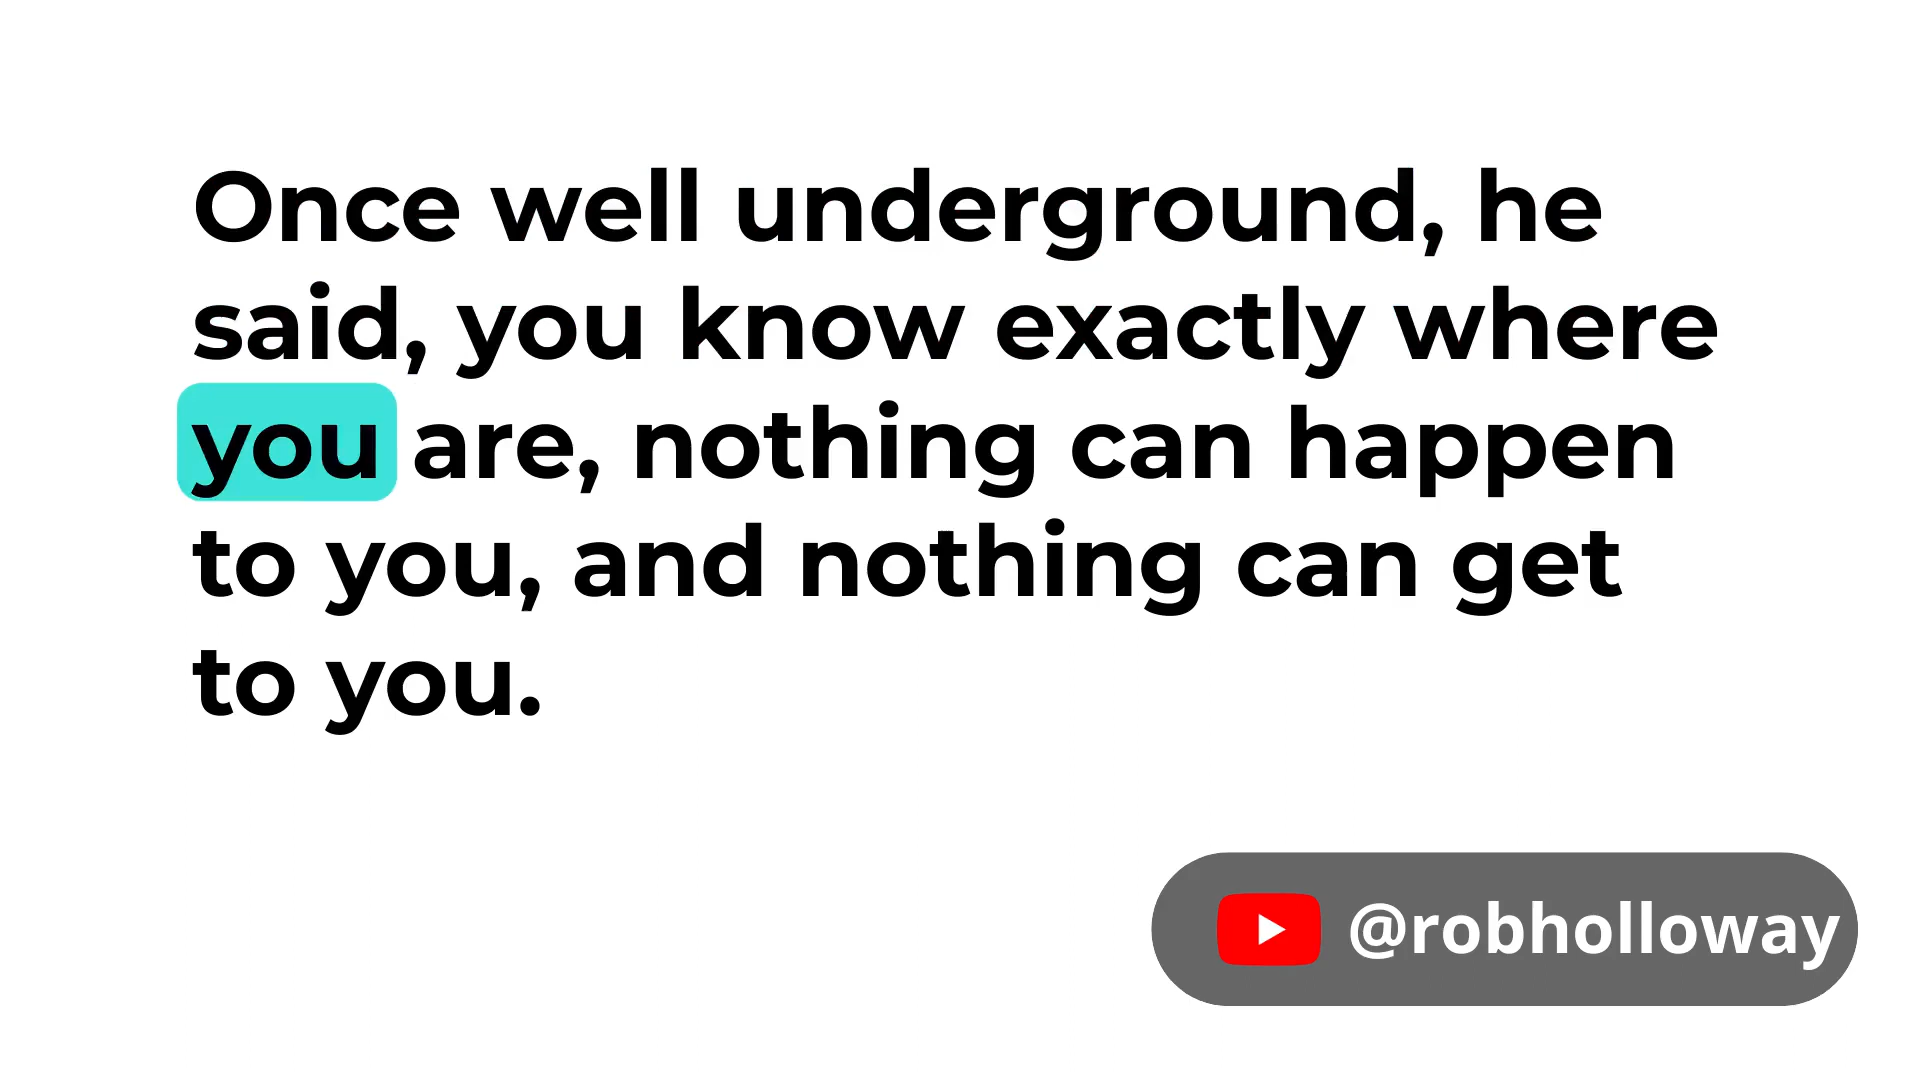 Once well underground, he
said, you know exactly where
you are, nothing can happen
to you, and nothing can get
to you.
@robholloway